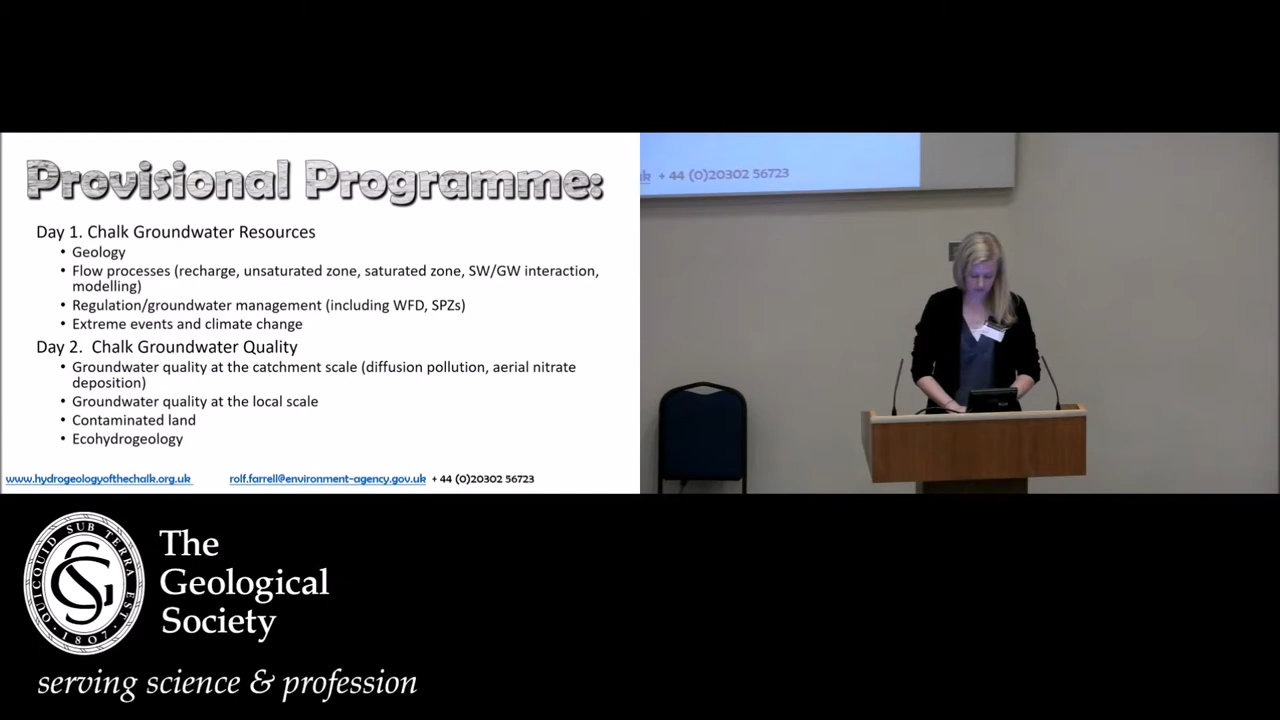 Provisional Programme:
Day 1. Chalk Groundwater Resources
• Geology
• Flow processes (recharge, unsaturated zone, saturated zone, SW/GW interaction,
modelling)
• Regulation/groundwater management (including WFD, SPZs)
• Extreme events and climate change
Day 2.  Chalk Groundwater Quality
• Groundwater quality at the catchment scale (diffusion pollution, aerial nitrate
deposition)
• Groundwater quality at the local scale
• Contaminated land
• Ecohydrogeology
www.hydrogeologyofthechalk.org.uk rolf.farrell@environment-agency.gov.uk + 44 (0)20302 56723
uk + 44 (0)20302 56723
QUICQUID SUB TERRA EST
GS
· 1807 ·
The
Geological
Society
serving science & profession